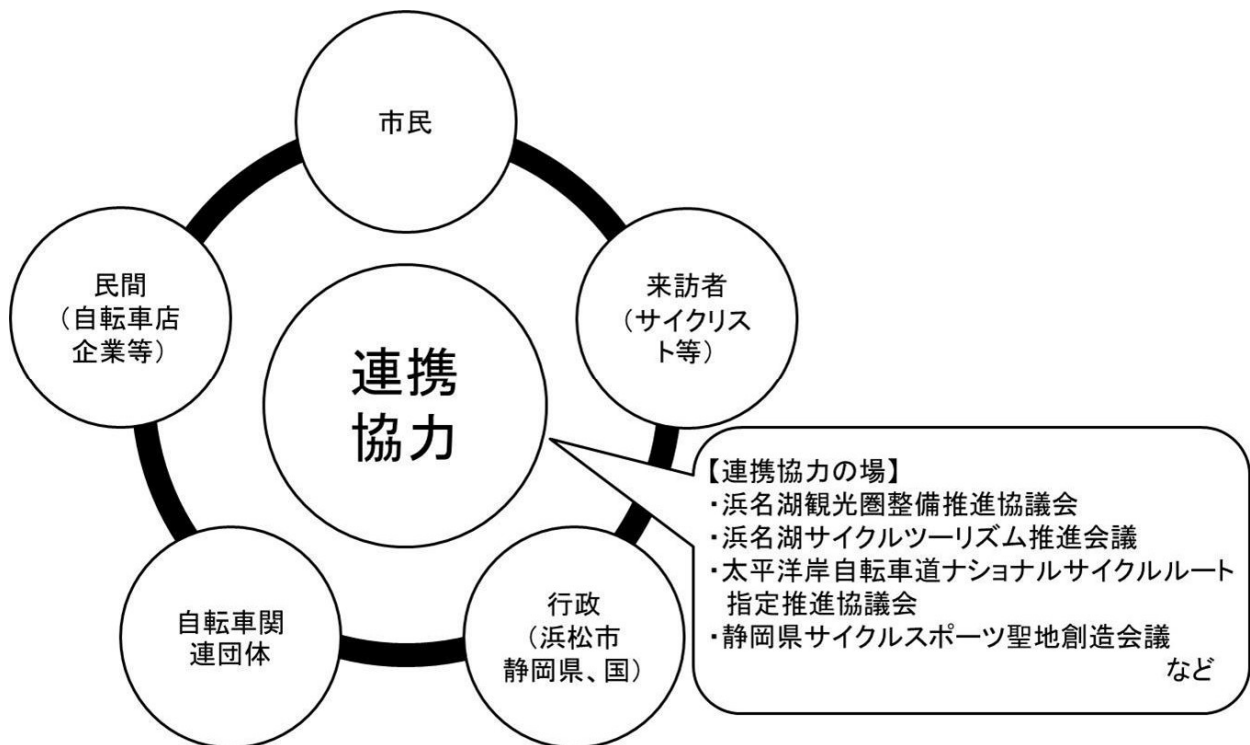 市民
民間
（自転車店
企業等）
来訪者
（サイクリス
ト等）
連携
協力
自転車関
連団体
行政
（浜松市
静岡県、国）
【連携協力の場】
・浜名湖観光圏整備推進協議会
・浜名湖サイクルツーリズム推進会議
・太平洋岸自転車道ナショナルサイクルルート
指定推進協議会
・静岡県サイクルスポーツ聖地創造会議
など